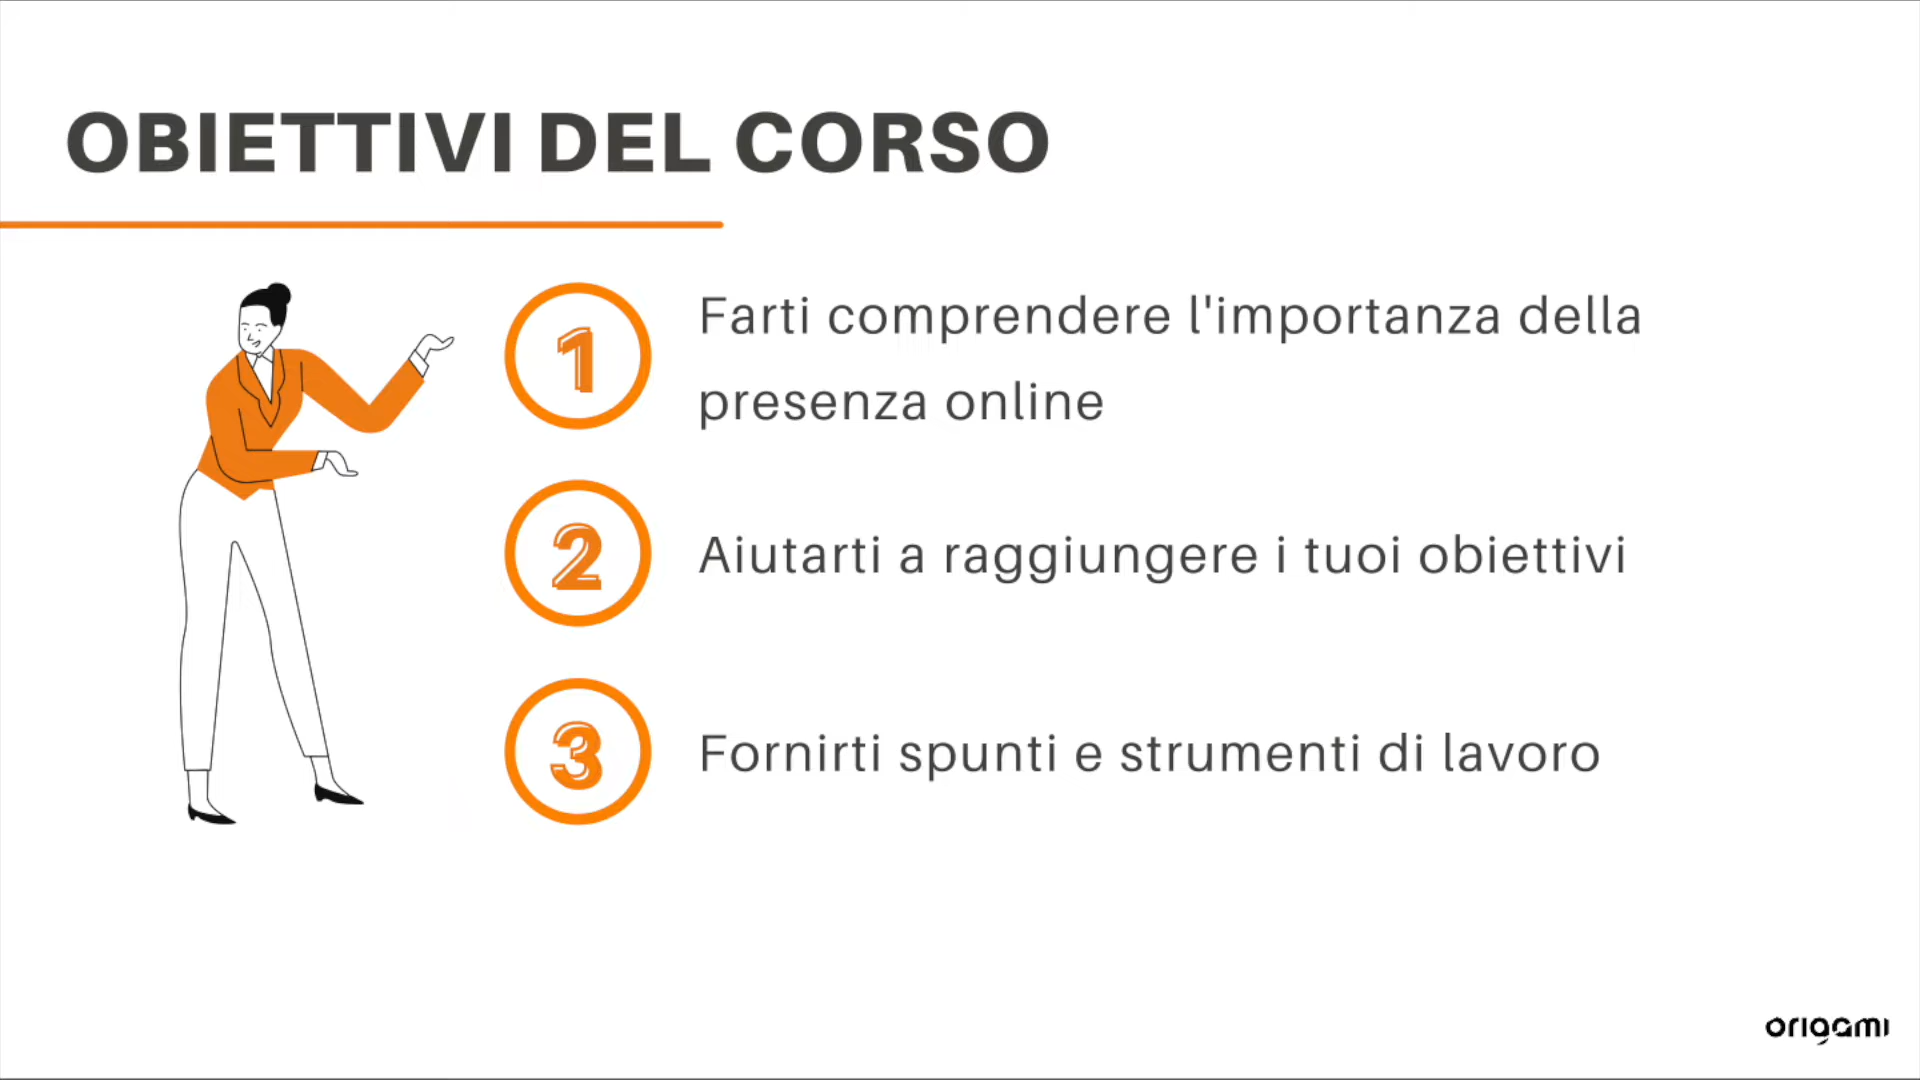 OBIETTIVI DEL CORSO
1
Farti comprendere l'importanza della
presenza online
2
Aiutarti a raggiungere i tuoi obiettivi
3
Fornirti spunti e strumenti di lavoro
origami